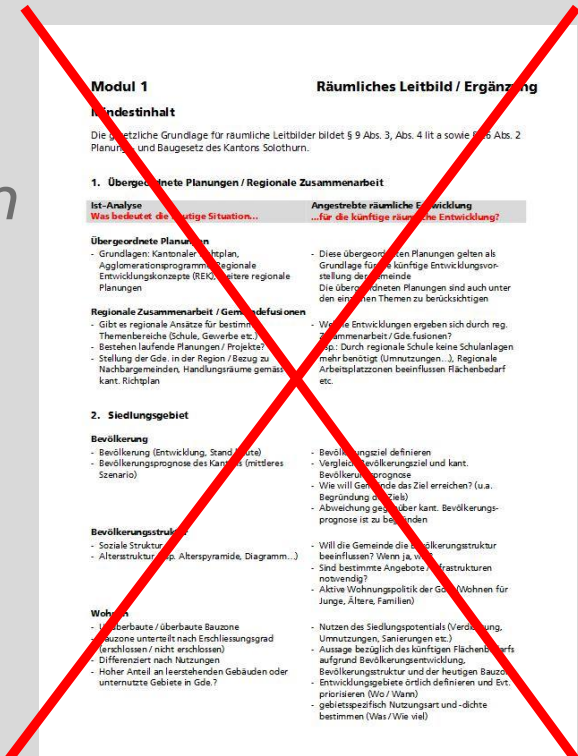 n
Modul 1 Räumliches Leitbild / Ergänzung
Mindestinhalt
Die gesetzliche Grundlage für räumliche Leitbilder bildet § 9 Abs. 3, Abs. 4 lit a sowie § 26 Abs. 2
Planungs- und Baugesetz des Kantons Solothurn.
1. Übergeordnete Planungen / Regionale Zusammenarbeit
Ist-Analyse
Was bedeutet die heutige Situation...
Angestrebte räumliche Entwicklung
...für die künftige räumliche Entwicklung?
Übergeordnete Planungen
- Grundlagen: Kantonaler Richtplan,
Agglomerationsprogramme, Regionale
Entwicklungskonzepte (REK), weitere regionale
Planungen
- Diese übergeordneten Planungen gelten als
Grundlage für die künftige Entwicklungsvor-
stellung der Gemeinde
Die übergeordneten Planungen sind auch unter
den einzelnen Themen zu berücksichtigen
Regionale Zusammenarbeit / Gemeindefusionen
- Gibt es regionale Ansätze für bestimmte
Themenbereiche (Schule, Gewerbe etc.)
- Bestehen laufende Planungen / Projekte?
- Stellung der Gde. in der Region / Bezug zu
Nachbargemeinden, Handlungsräume gemäss
kant. Richtplan
- Welche Entwicklungen ergeben sich durch reg.
Zusammenarbeit / Gde.fusionen?
Bsp.: Durch regionale Schule keine Schulanlagen
mehr benötigt (Umnutzungen...), Regionale
Arbeitsplatzzonen beeinflussen Flächenbedarf
etc.
2. Siedlungsgebiet
Bevölkerung
- Bevölkerung (Entwicklung, Stand heute)
- Bevölkerungsprognose des Kantons (mittleres
Szenario)
- Bevölkerungsziel definieren
- Vergleich Bevölkerungsziel und kant.
Bevölkerungsprognose
- Wie will Gemeinde das Ziel erreichen? (u.a.
Begründung des Ziels)
- Abweichung gegenüber kant. Bevölkerungs-
prognose ist zu begründen
Bevölkerungsstruktur
- Soziale Struktur
- Altersstruktur (Bsp. Alterspyramide, Diagramm...)
- Will die Gemeinde die Bevölkerungsstruktur
beeinflussen? Wenn ja, wie?
- Sind bestimmte Angebote / Infrastrukturen
notwendig?
- Aktive Wohnungspolitik der Gde. (Wohnen für
Junge, Ältere, Familien)
Wohnen
- Unüberbaute / überbaute Bauzone
- Bauzone unterteilt nach Erschliessungsgrad
(erschlossen / nicht erschlossen)
- Differenziert nach Nutzungen
- Hoher Anteil an leerstehenden Gebäuden oder
unternutzte Gebiete in Gde.?
- Nutzen des Siedlungspotentials (Verdichtung,
Umnutzungen, Sanierungen etc.)
- Aussage bezüglich des künftigen Flächenbedarfs
aufgrund Bevölkerungsentwicklung,
Bevölkerungsstruktur und der heutigen Bauzone
- Entwicklungsgebiete örtlich definieren und Evt.
priorisieren (Wo / Wann)
- gebietsspezifisch Nutzungsart und -dichte
bestimmen (Was / Wie viel)